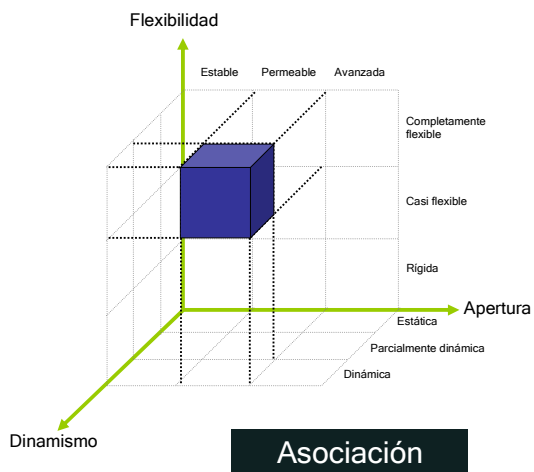 Flexibilidad
Estable Permeable Avanzada
Completamente
flexible
Casi flexible
Rígida
Apertura
Estática
Parcialmente dinámica
Dinámica
Dinamismo
Asociación